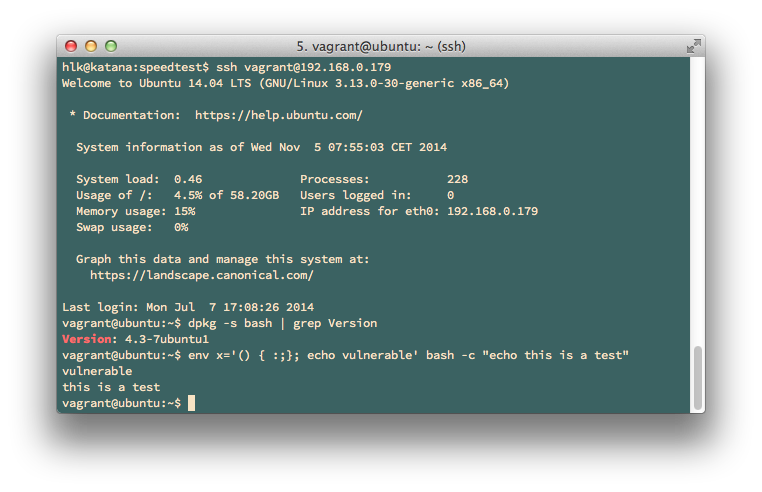 5. vagrant@ubuntu: ~ (ssh)
hlk@katana:speedtest$ ssh vagrant@192.168.0.179
Welcome to Ubuntu 14.04 LTS (GNU/Linux 3.13.0-30-generic x86_64)
* Documentation:  https://help.ubuntu.com/
System information as of Wed Nov  5 07:55:03 CET 2014
System load:  0.46              Processes:           228
Usage of /:   4.5% of 58.20GB   Users logged in:     0
Memory usage: 15%               IP address for eth0: 192.168.0.179
Swap usage:   0%
Graph this data and manage this system at:
https://landscape.canonical.com/
Last login: Mon Jul  7 17:08:26 2014
vagrant@ubuntu:~$ dpkg -s bash | grep Version
Version: 4.3-7ubuntu1
vagrant@ubuntu:~$ env x='() { :;}; echo vulnerable' bash -c "echo this is a test"
vulnerable
this is a test
vagrant@ubuntu:~$